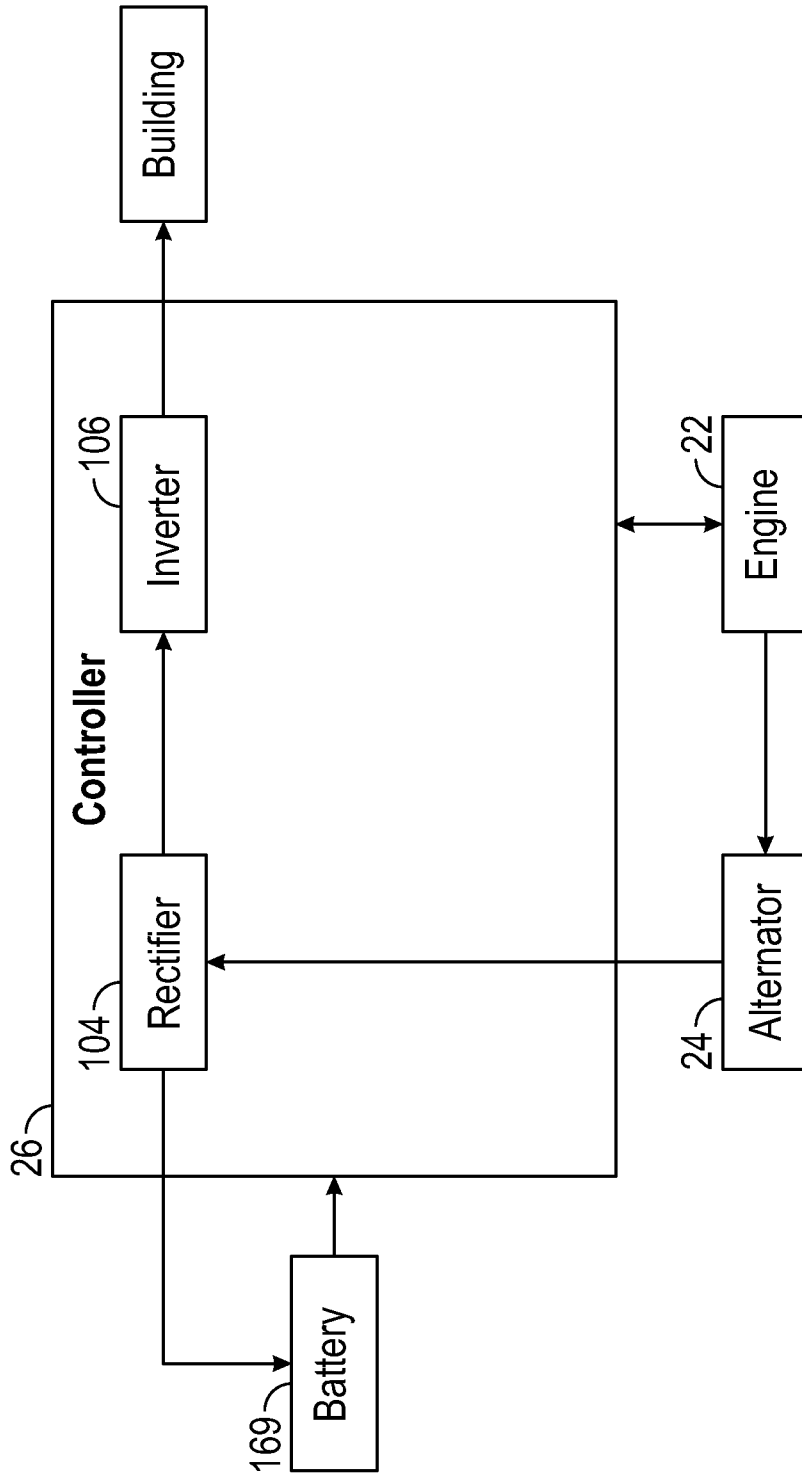 26
Controller
104
Rectifier
106
Inverter
Building
169
Battery
24
Alternator
22
Engine